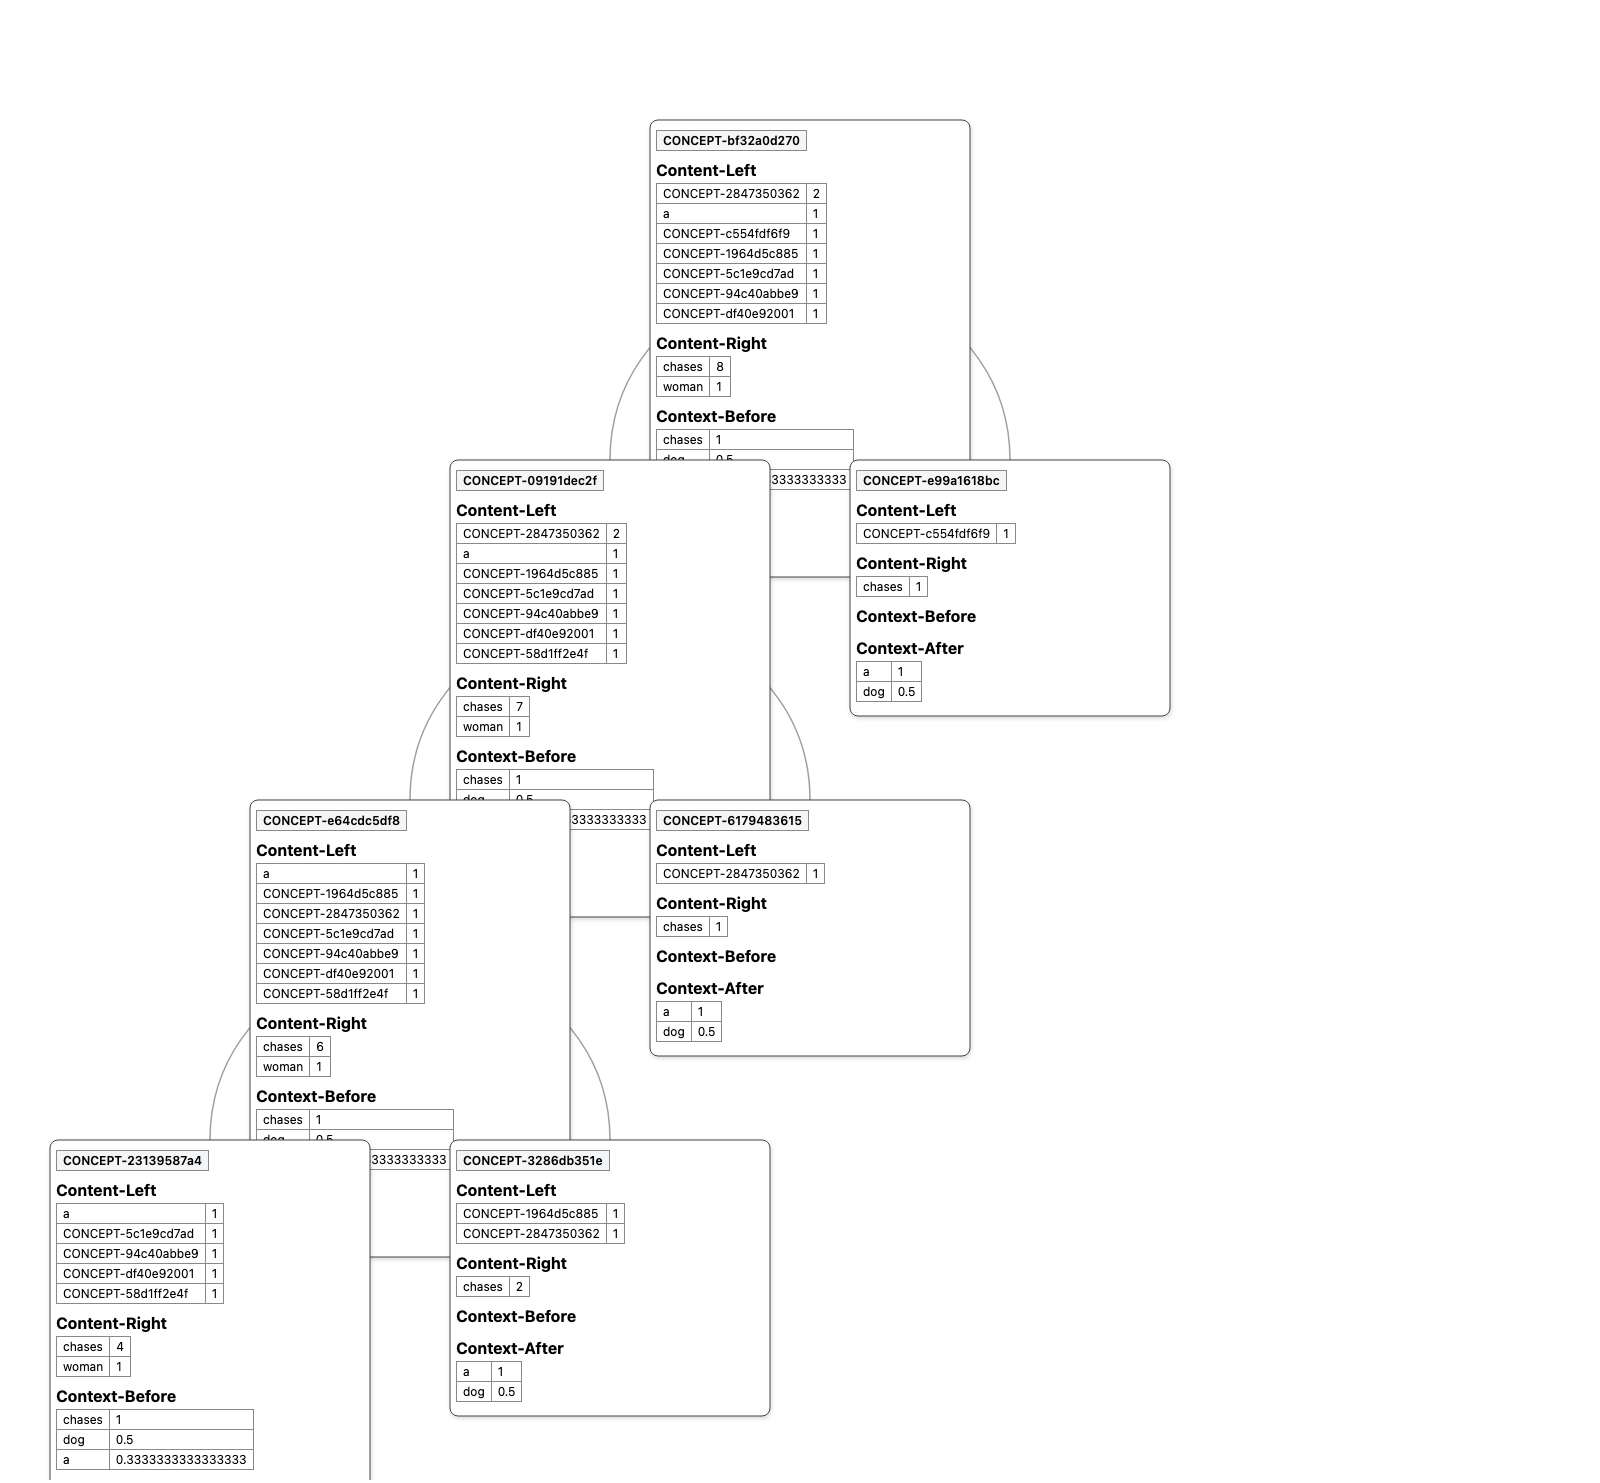 CONCEPT-bf32a0d270
Content-Left
CONCEPT-2847350362 2
a 1
CONCEPT-c554fdf6f9 1
CONCEPT-1964d5c885 1
CONCEPT-5c1e9cd7ad 1
CONCEPT-94c40abbe9 1
CONCEPT-df40e92001 1
Content-Right
chases 8
woman 1
Context-Before
chases 1
dog 0.5
3333333333
CONCEPT-09191dec2f
Content-Left
CONCEPT-2847350362 2
a 1
CONCEPT-1964d5c885 1
CONCEPT-5c1e9cd7ad 1
CONCEPT-94c40abbe9 1
CONCEPT-df40e92001 1
CONCEPT-58d1ff2e4f 1
Content-Right
chases 7
woman 1
Context-Before
chases 1
dog 0.5
3333333333
CONCEPT-e99a1618bc
Content-Left
CONCEPT-c554fdf6f9 1
Content-Right
chases 1
Context-Before
Context-After
a 1
dog 0.5
CONCEPT-e64cdc5df8
Content-Left
a 1
CONCEPT-1964d5c885 1
CONCEPT-2847350362 1
CONCEPT-5c1e9cd7ad 1
CONCEPT-94c40abbe9 1
CONCEPT-df40e92001 1
CONCEPT-58d1ff2e4f 1
Content-Right
chases 6
woman 1
Context-Before
chases 1
dog 0.5
3333333333
CONCEPT-6179483615
Content-Left
CONCEPT-2847350362 1
Content-Right
chases 1
Context-Before
Context-After
a 1
dog 0.5
CONCEPT-23139587a4
Content-Left
a 1
CONCEPT-5c1e9cd7ad 1
CONCEPT-94c40abbe9 1
CONCEPT-df40e92001 1
CONCEPT-58d1ff2e4f 1
Content-Right
chases 4
woman 1
Context-Before
chases 1
dog 0.5
a 0.3333333333333333
CONCEPT-3286db351e
Content-Left
CONCEPT-1964d5c885 1
CONCEPT-2847350362 1
Content-Right
chases 2
Context-Before
Context-After
a 1
dog 0.5